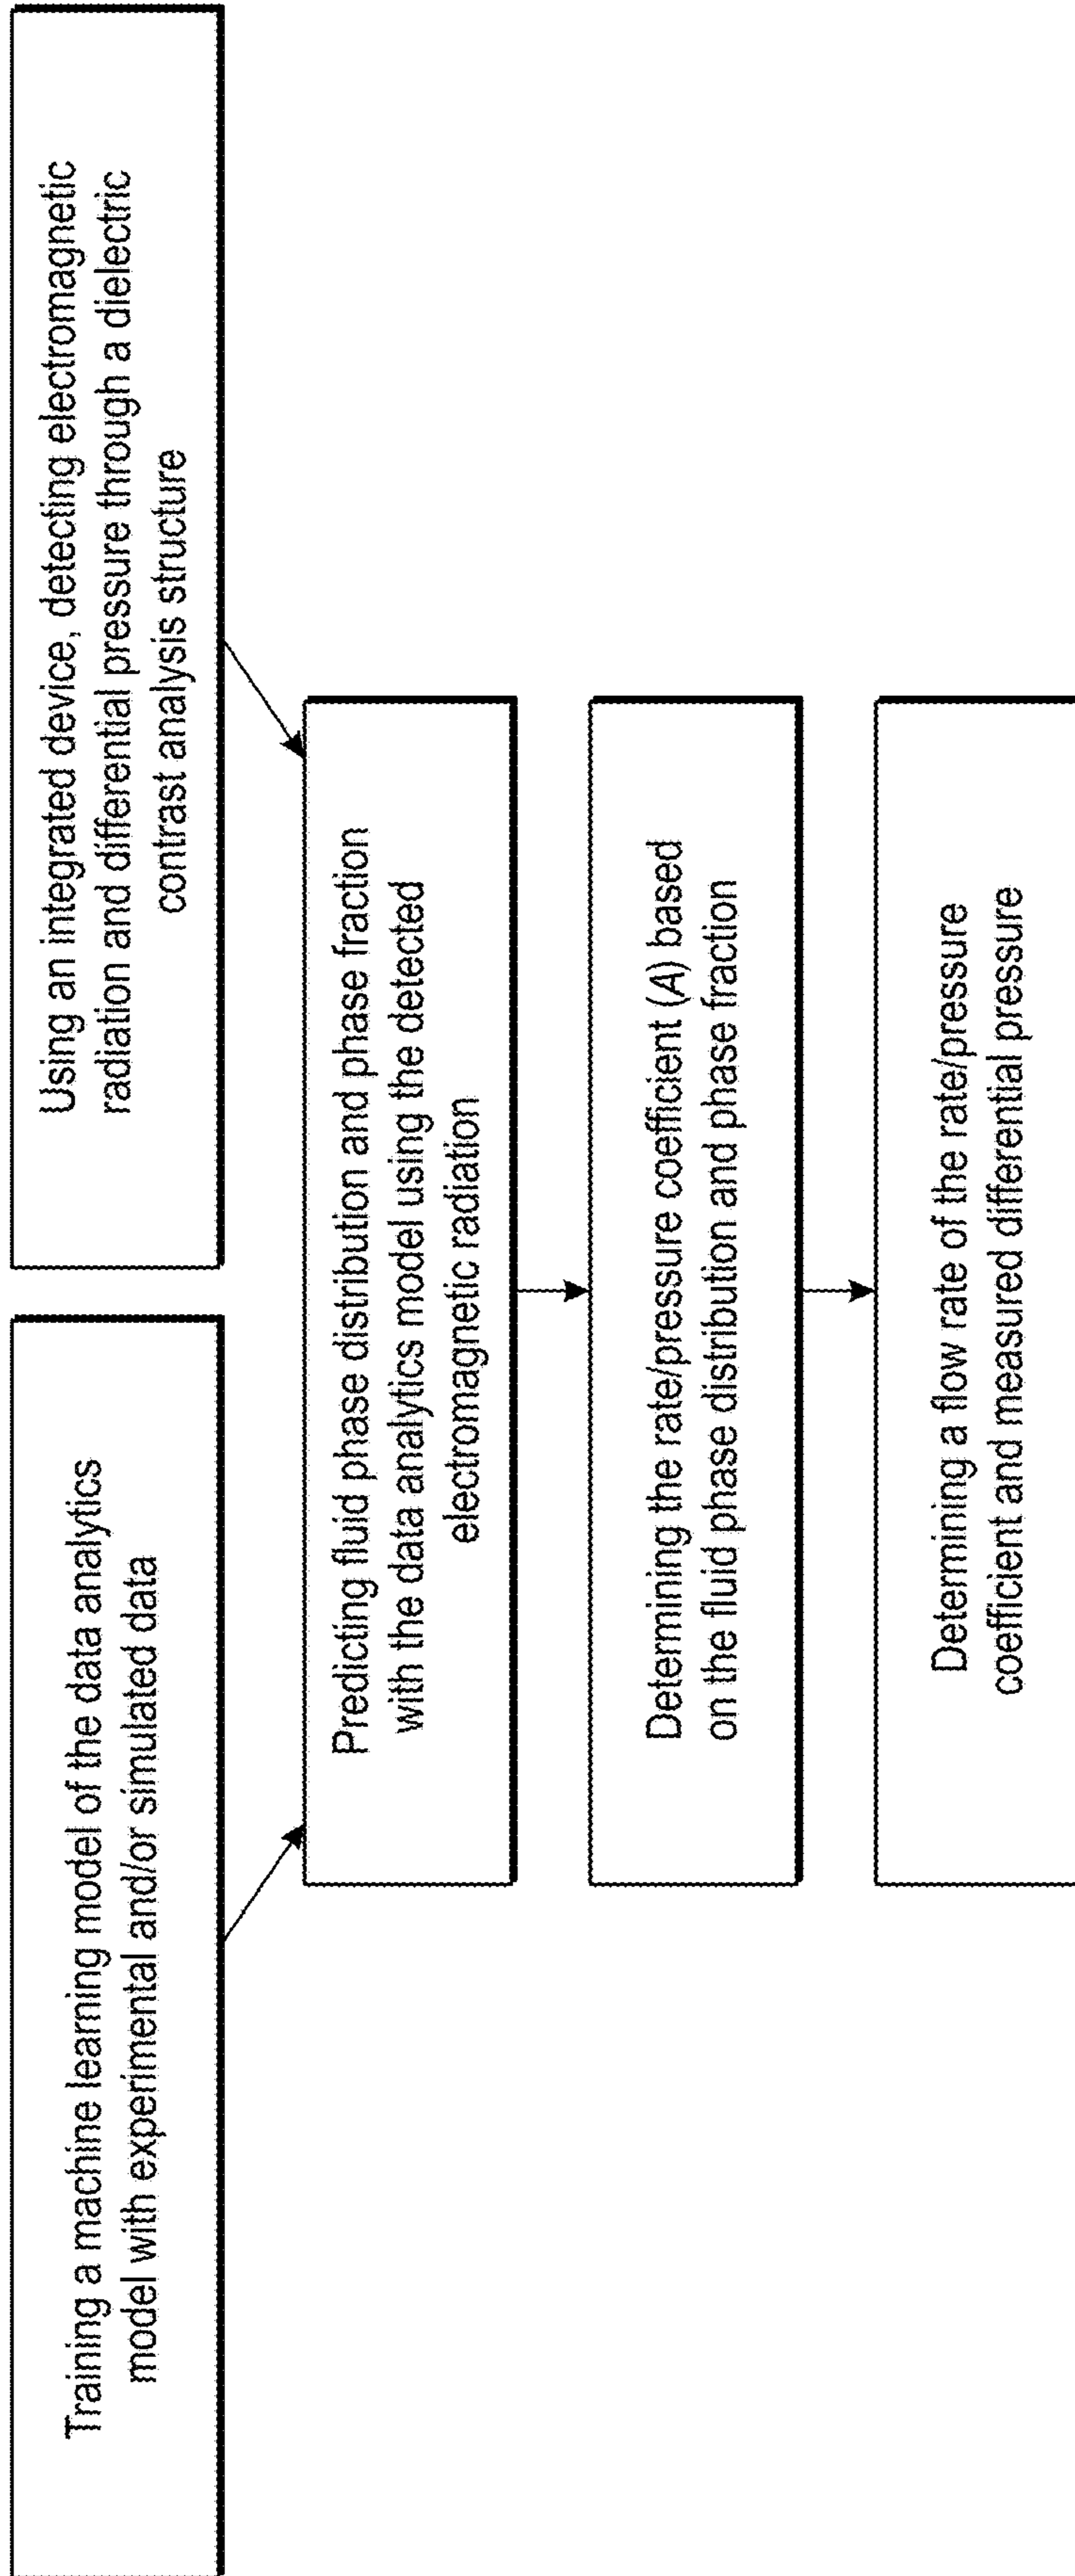 Training a machine learning model of the data analytics
model with experimental and/or simulated data
Using an integrated device, detecting electromagnetic
radiation and differential pressure through a dielectric
contrast analysis structure
Predicting fluid phase distribution and phase fraction
with the data analytics model using the detected
electromagnetic radiation
Determining the rate/pressure coefficient (A) based
on the fluid phase distribution and phase fraction
Determining a flow rate of the rate/pressure
coefficient and measured differential pressure